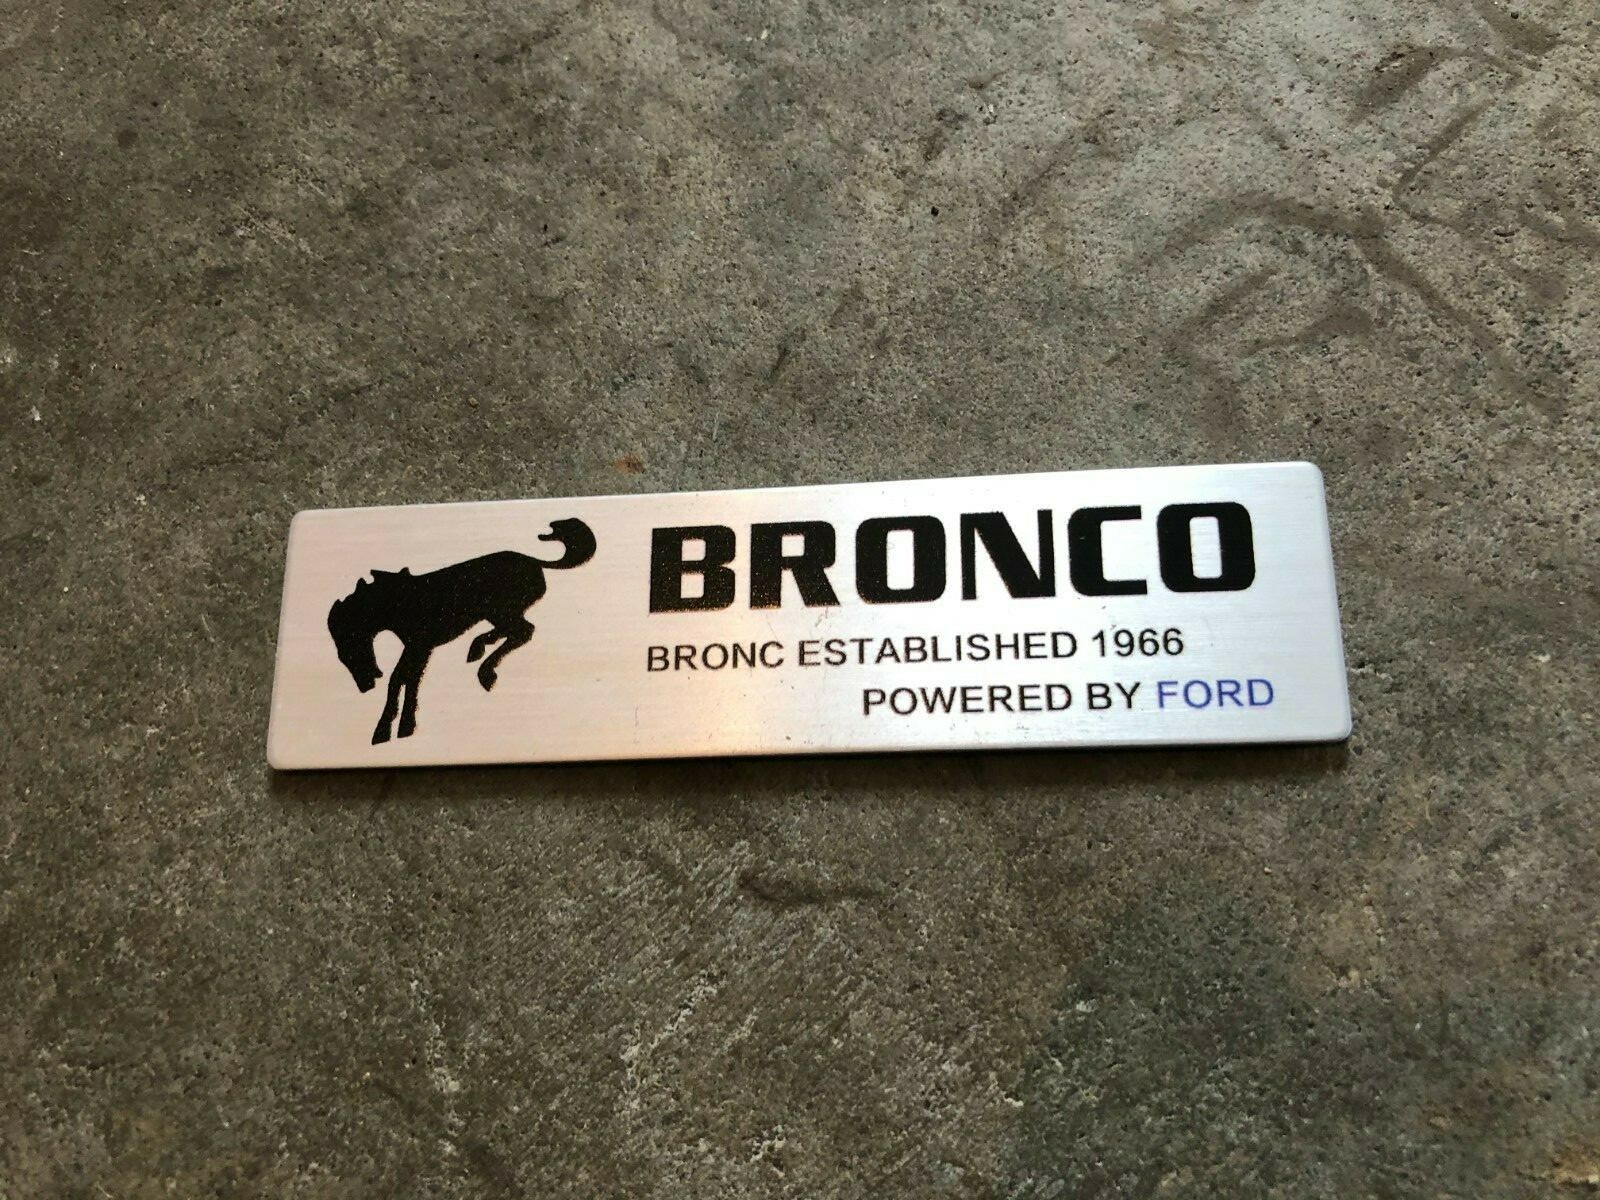 BRONCO
BRONC ESTABLISHED 1966
POWERED BY FORD